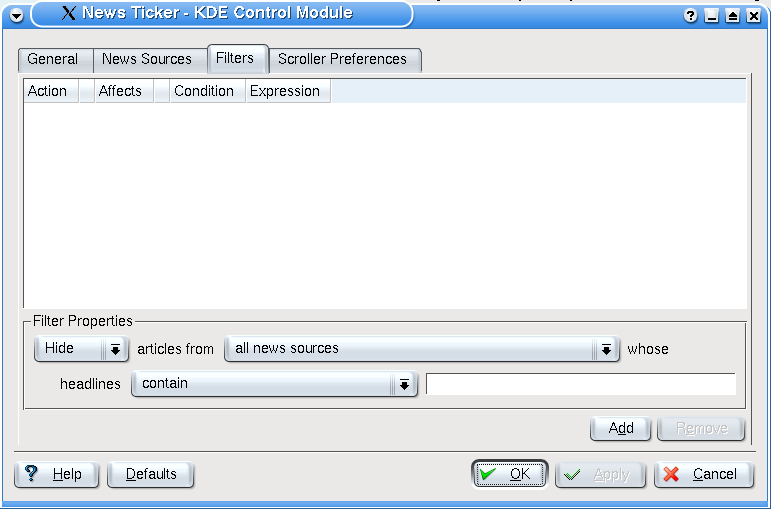 News Ticker - KDE Control Module
General News Sources Filters Scroller Preferences
Action Affects Condition Expression
Filter Properties
Hide articles from all news sources whose
headlines contain
Add Remove
Help Defaults OK Apply Cancel